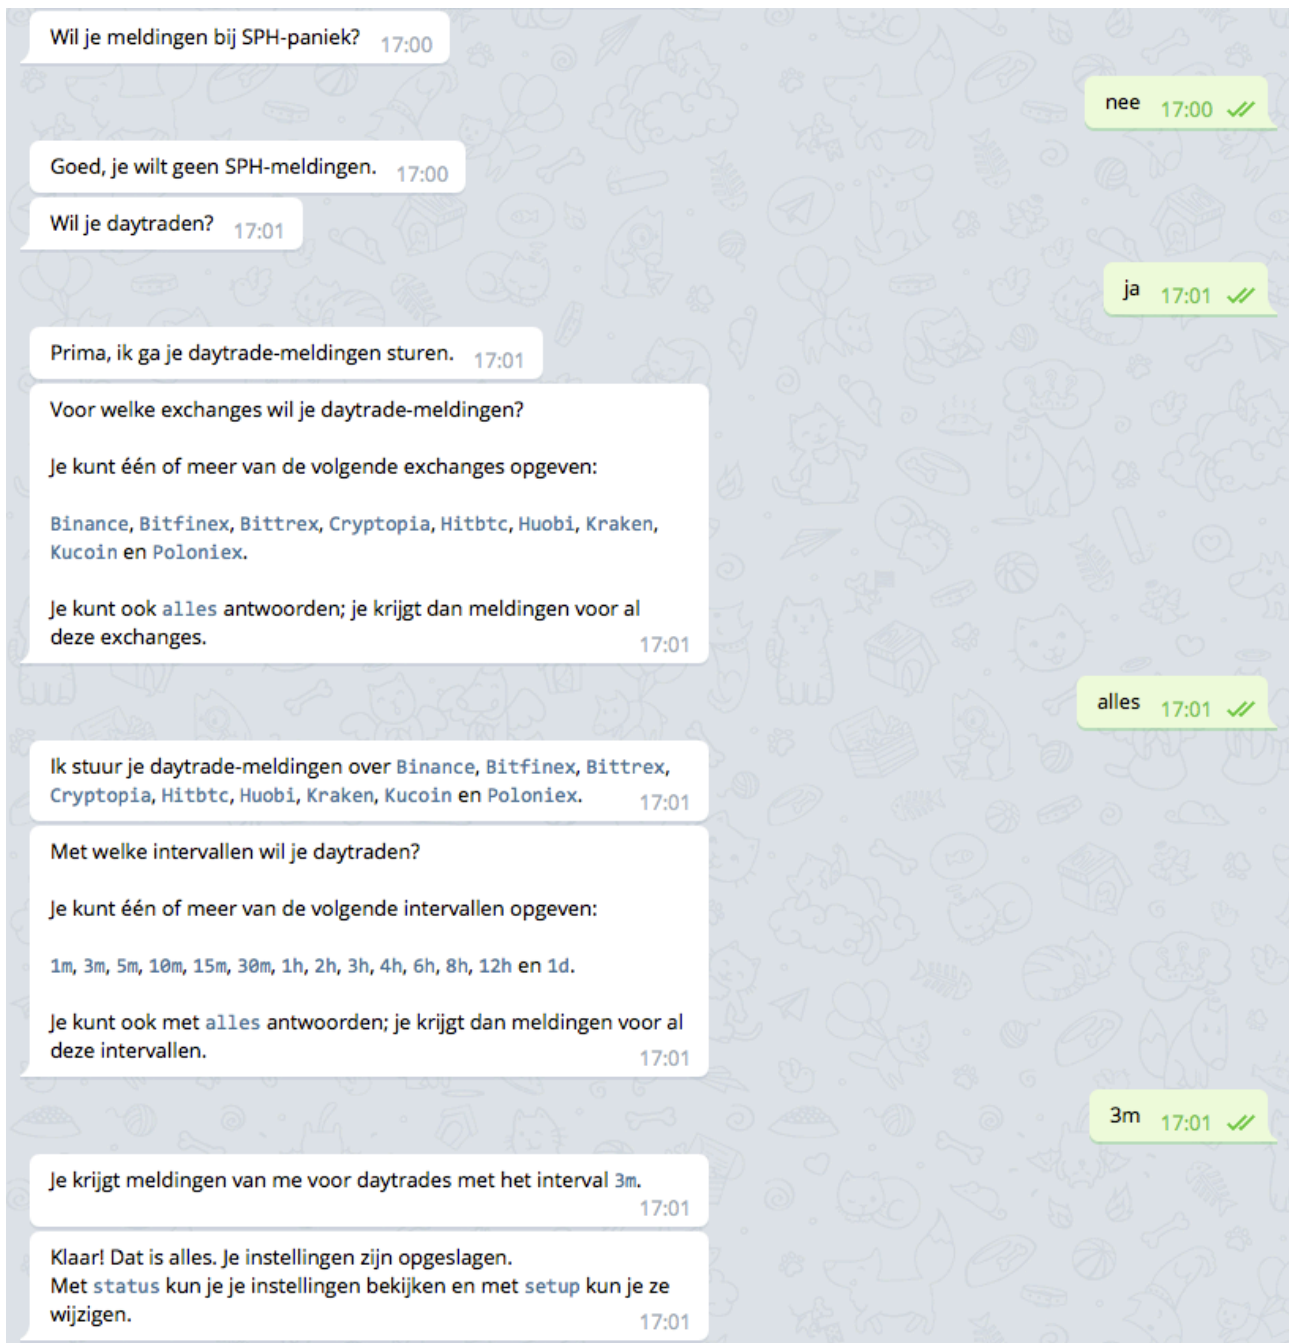 Wil je meldingen bij SPH-paniek? 17:00
nee 17:00
Goed, je wilt geen SPH-meldingen. 17:00
Wil je daytraden? 17:01
ja 17:01
Prima, ik ga je daytrade-meldingen sturen. 17:01
Voor welke exchanges wil je daytrade-meldingen?
Je kunt één of meer van de volgende exchanges opgeven:
Binance, Bitfinex, Bittrex, Cryptopia, Hitbtc, Huobi, Kraken,
Kucoin en Poloniex.
Je kunt ook alles antwoorden; je krijgt dan meldingen voor al
deze exchanges. 17:01
alles 17:01
Ik stuur je daytrade-meldingen over Binance, Bitfinex, Bittrex,
Cryptopia, Hitbtc, Huobi, Kraken, Kucoin en Poloniex. 17:01
Met welke intervallen wil je daytraden?
Je kunt één of meer van de volgende intervallen opgeven:
1m, 3m, 5m, 10m, 15m, 30m, 1h, 2h, 3h, 4h, 6h, 8h, 12h en 1d.
Je kunt ook met alles antwoorden; je krijgt dan meldingen voor al
deze intervallen. 17:01
3m 17:01
Je krijgt meldingen van me voor daytrades met het interval 3m.
17:01
Klaar! Dat is alles. Je instellingen zijn opgeslagen.
Met status kun je je instellingen bekijken en met setup kun je ze
wijzigen. 17:01